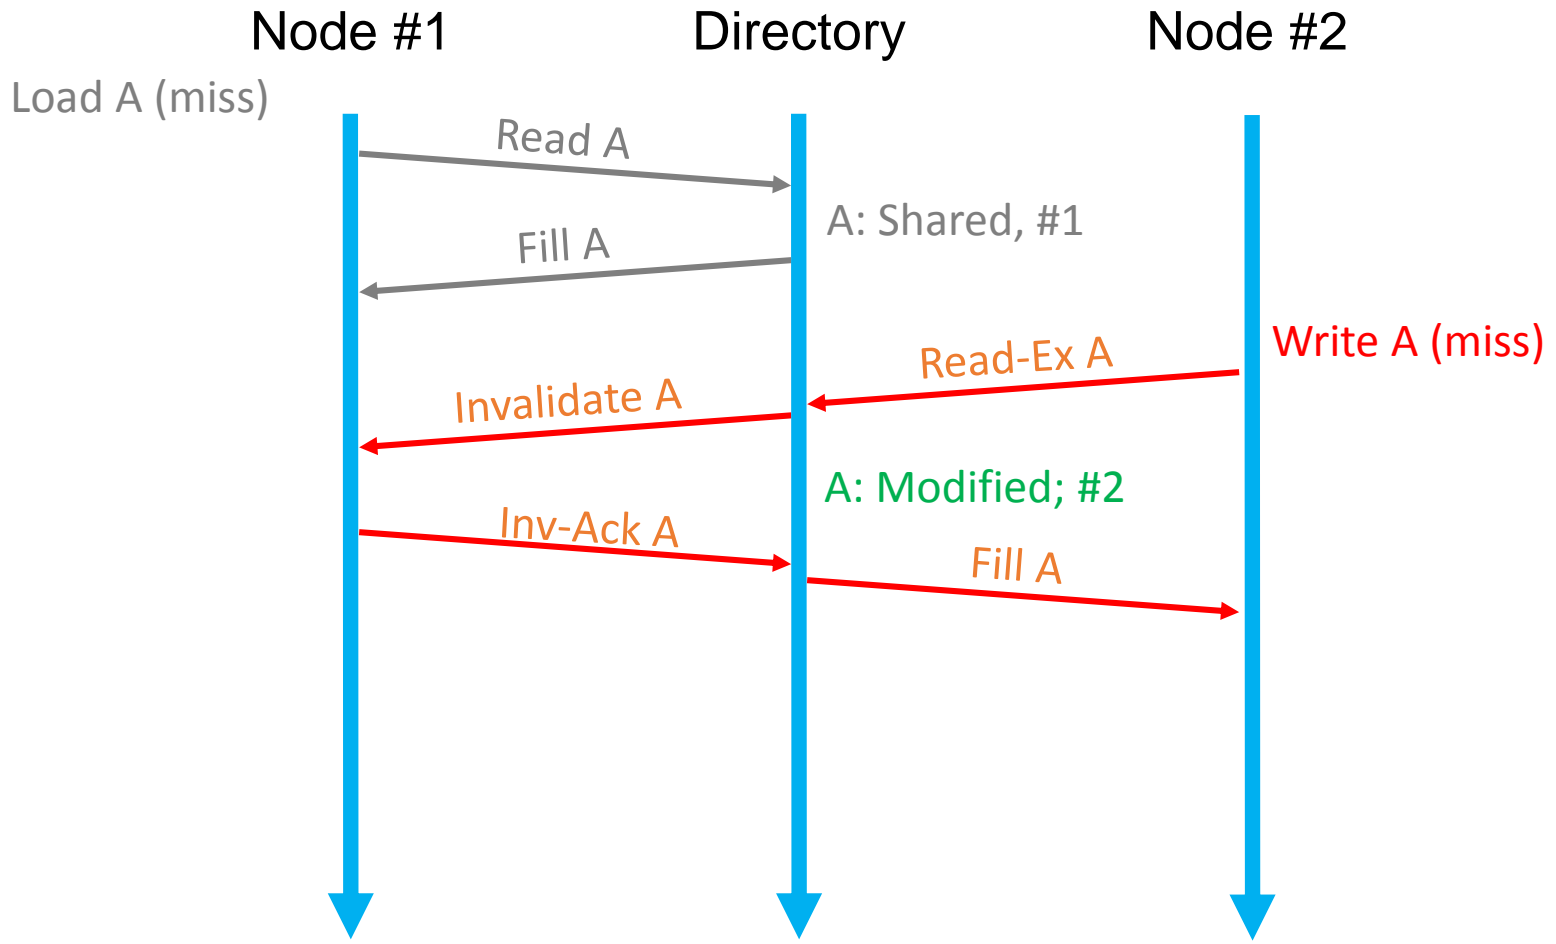 Node #1
Directory
Node #2
Load A (miss)
Read A
A: Shared, #1
Fill A
Write A (miss)
Read-Ex A
Invalidate A
A: Modified; #2
Inv-Ack A
Fill A